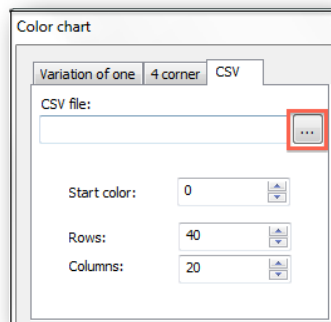 Color chart
Variation of one 4 corner CSV
CSV file:
...
Start color: 0
Rows: 40
Columns: 20